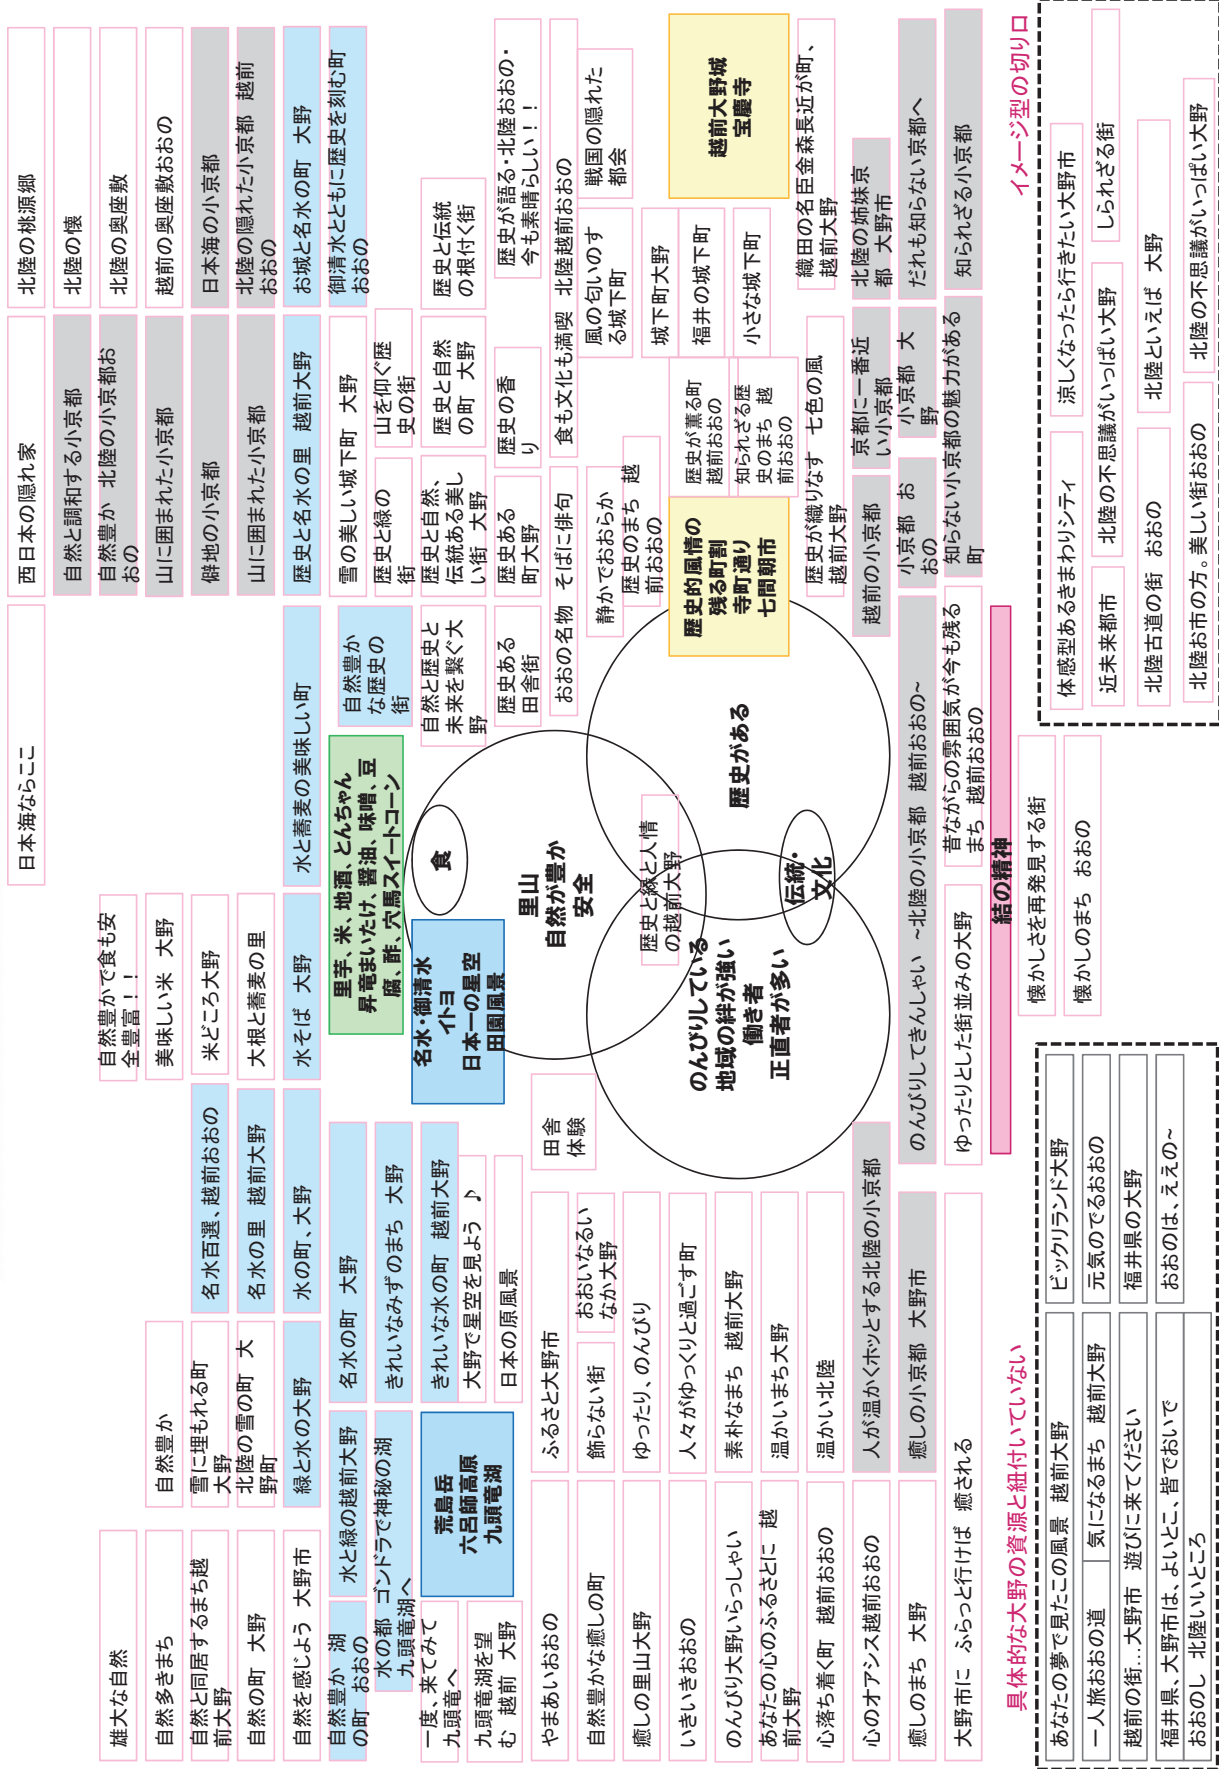 日本海ならここ
西日本の隠れ家
北陸の桃源郷
自然と調和する小京都
北陸の懐
雄大な自然
自然豊かで食も安
全豊富！！
自然豊か 北陸の小京都お
おの
北陸の奥座敷
自然多きまち
自然豊か
美味しい米 大野
山に囲まれた小京都
越前の奥座敷おおの
自然と同居するまち越
前大野
雪に埋もれる町
大野
名水百選、越前おおの
米どころ大野
僻地の小京都
日本海の小京都
自然の町 大野
北陸の雪の町 大
野町
名水の里 越前大野
大根と蕎麦の里
山に囲まれた小京都
北陸の隠れた小京都 越前
おおの
自然を感じよう 大野市
緑と水の大野
水の町、大野
水そば 大野
水と蕎麦の美味しい町
歴史と名水の里 越前大野
お城と名水の町 大野
自然豊か 湖
の町 おおの
水と緑の越前大野
名水の町 大野
里芋、米、地酒、とんちゃん
昇竜まいたけ、醤油、味噌、豆
腐、酢、穴馬スイートコーン
自然豊か
な歴史の
街
雪の美しい城下町 大野
御清水とともに歴史を刻む町
おおの
水の都 ゴンドラで神秘の湖
九頭竜湖へ
きれいなみずのまち 大野
歴史と緑の
街
山を仰ぐ歴
史の街
一度、来てみて
九頭竜へ
荒島岳
六呂師高原
九頭竜湖
きれいな水の町 越前大野
名水・御清水
イトヨ
日本一の星空
田園風景
食
自然と歴史と
未来を繋ぐ大
野
歴史と自然、
伝統ある美し
い街 大野
歴史と自然
の町 大野
歴史と伝統
の根付く街
九頭竜湖を望
む 越前 大野
大野で星空を見よう ♪
日本の原風景
歴史ある
田舎街
歴史ある
町大野
歴史の香
り
歴史が語る・北陸おおの・
今も素晴らしい！！
やまあいおおの
ふるさと大野市
田舎
体験
里山
自然が豊か
安全
おおの名物 そばに俳句
食も文化も満喫 北陸越前おおの
自然豊かな癒しの町
飾らない街
おおいなるい
なか大野
静かでおおらか
風の匂いのす
る城下町
戦国の隠れた
都会
癒しの里山大野
ゆったり、のんびり
歴史と緑と人情
の越前大野
歴史のまち 越
前おおの
城下町大野
いきいきおおの
人々がゆっくりと過ごす町
のんびりしている
地域の絆が強い
働き者
正直者が多い
歴史がある
歴史的風情の
残る町割
寺町通り
七間朝市
歴史が薫る町
越前おおの
福井の城下町
越前大野城
宝慶寺
のんびり大野いらっしゃい
素朴なまち 越前大野
知られざる歴
史のまち 越
前おおの
小さな城下町
あなたの心のふるさとに 越
前大野
温かいまち大野
伝統・
文化
心落ち着く町 越前おおの
温かい北陸
歴史が織りなす 七色の風
越前大野
織田の名臣金森長近が町、
越前大野
心のオアシス越前おおの
人が温かくホッとする北陸の小京都
越前の小京都
京都に一番近
い小京都
北陸の姉妹京
都 大野市
癒しのまち 大野
癒しの小京都 大野市
のんびりしてきんしゃい ~北陸の小京都 越前おおの~
小京都 お
おの
小京都 大
野
だれも知らない京都へ
大野市に ふらっと行けば 癒される
ゆったりとした街並みの大野
昔ながらの雰囲気が今も残る
まち 越前おおの
知らない小京都の魅力がある
町
知られざる小京都
結の精神
具体的な大野の資源と紐付いていない
懐かしさを再発見する街
イメージ型の切り口
あなたの夢で見たこの風景 越前大野
ビックリランド大野
懐かしのまち おおの
体感型あるきまわりシティ
涼しくなったら行きたい大野市
一人旅おおの道
気になるまち 越前大野
元気のでるおおの
近未来都市
北陸の不思議がいっぱい大野
しられざる街
越前の街…大野市 遊びに来てください
福井県の大野
北陸古道の街 おおの
北陸といえば 大野
福井県、大野市は、よいとこ、皆でおいで
おおのは、ええの~
おおのし 北陸いいところ
北陸お市の方。美しい街おおの
北陸の不思議がいっぱい大野